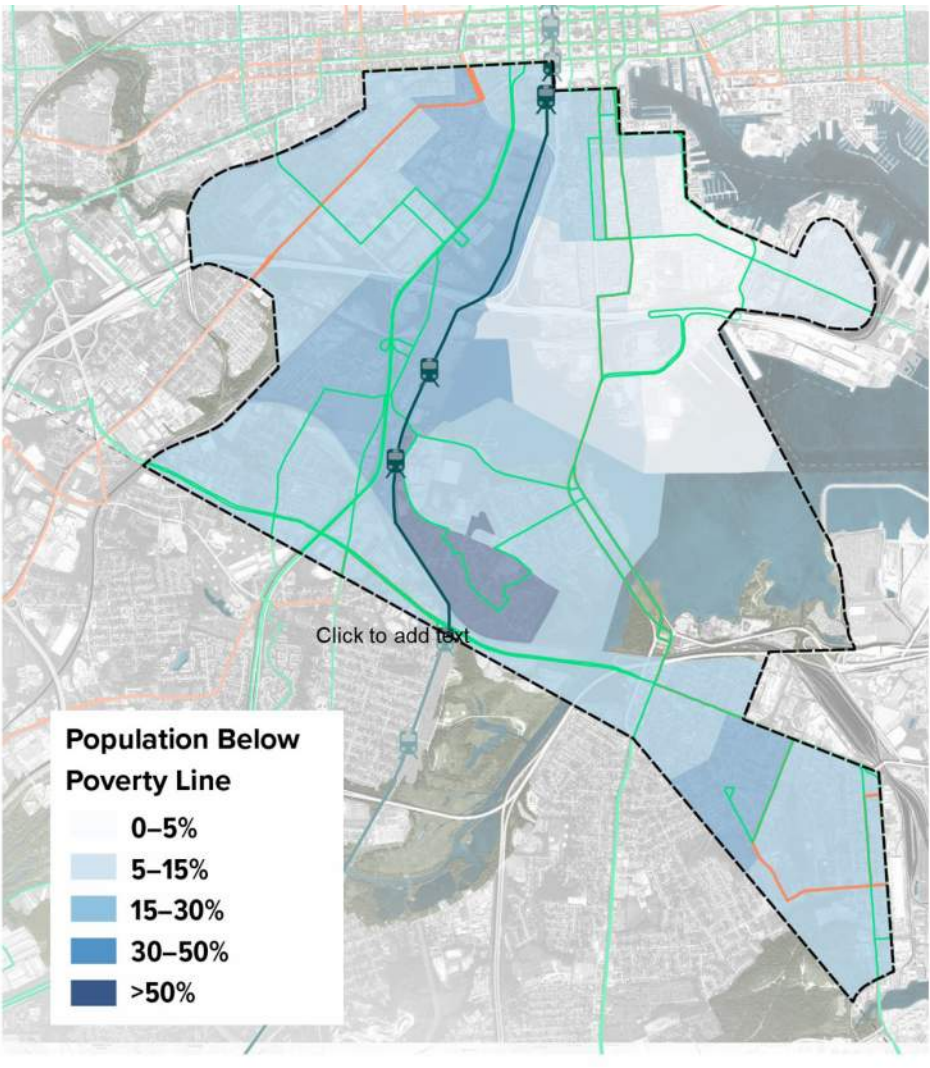 Click to add text
Population Below
Poverty Line
0–5%
5–15%
15–30%
30–50%
>50%